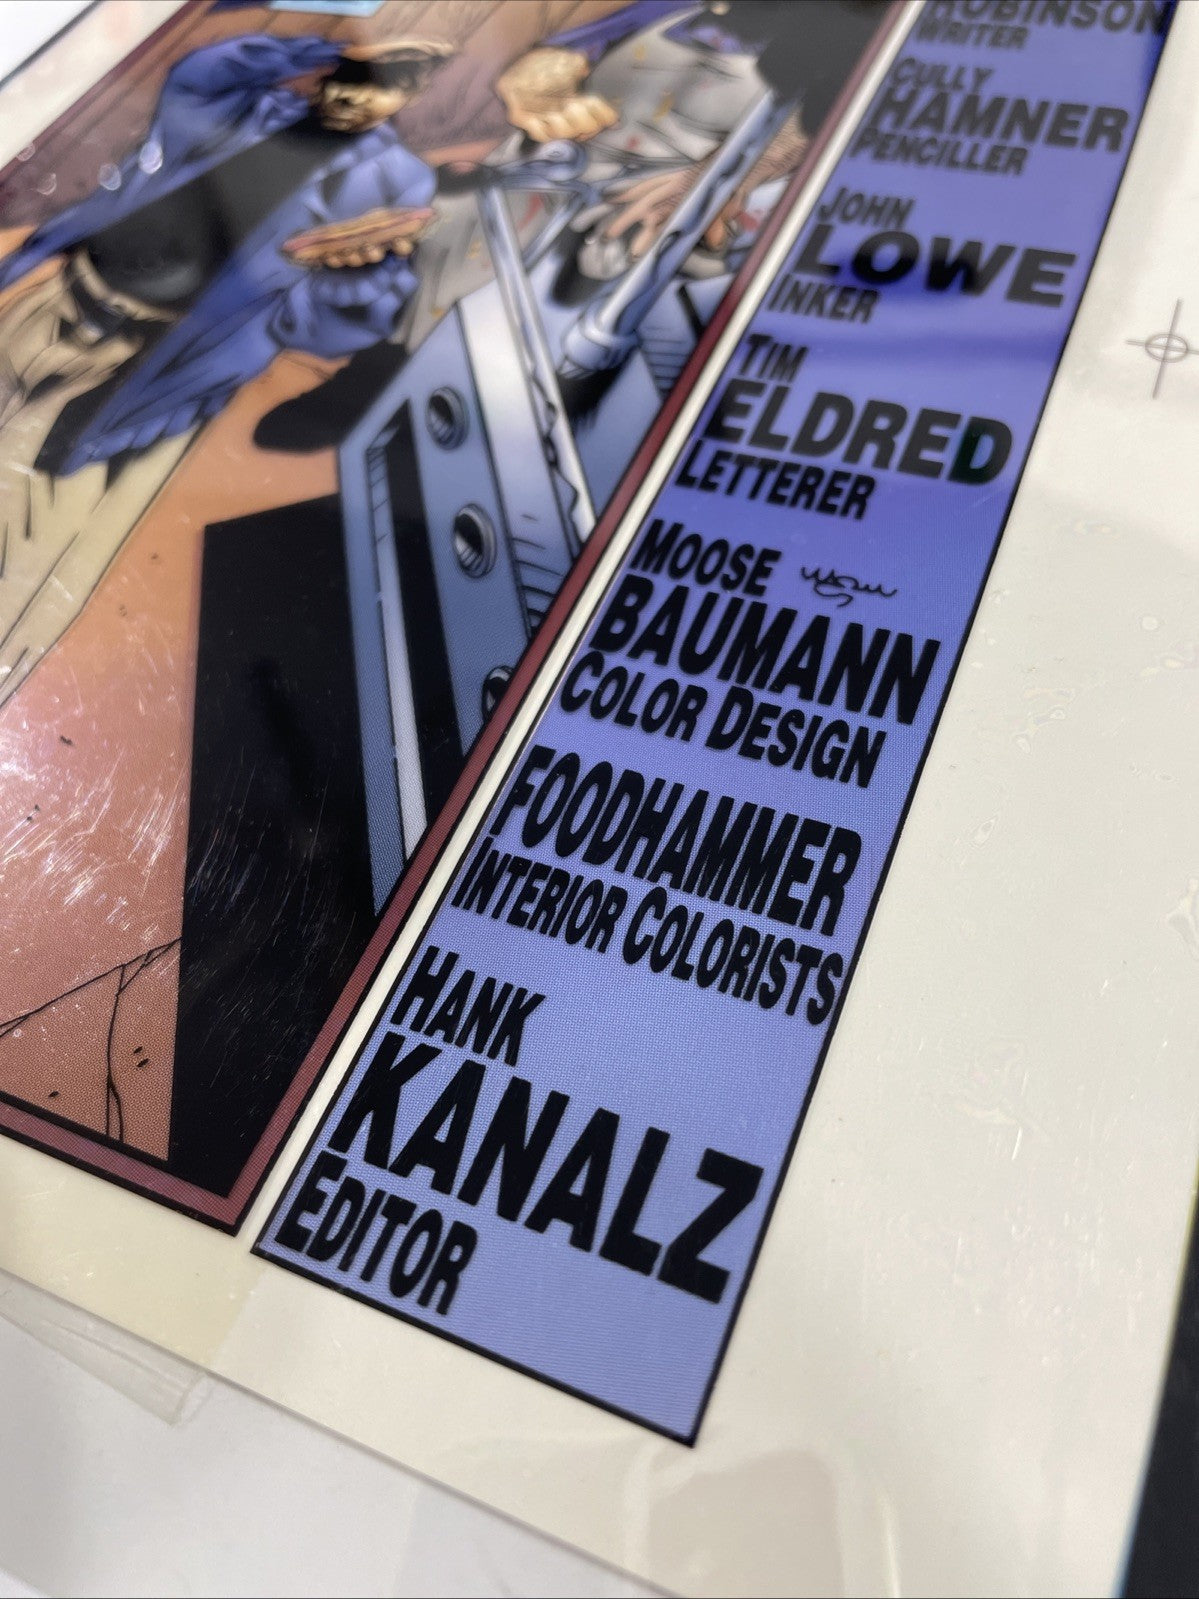 ROBINSON
WRITER
CULLY
HAMNER
PENCILLER
JOHN
LOWE
INKER
TIM
ELDRED
LETTERER
MOOSE
BAUMANN
COLOR DESIGN
FOODHAMMER
INTERIOR COLORISTS
HANK
KANALZ
EDITOR